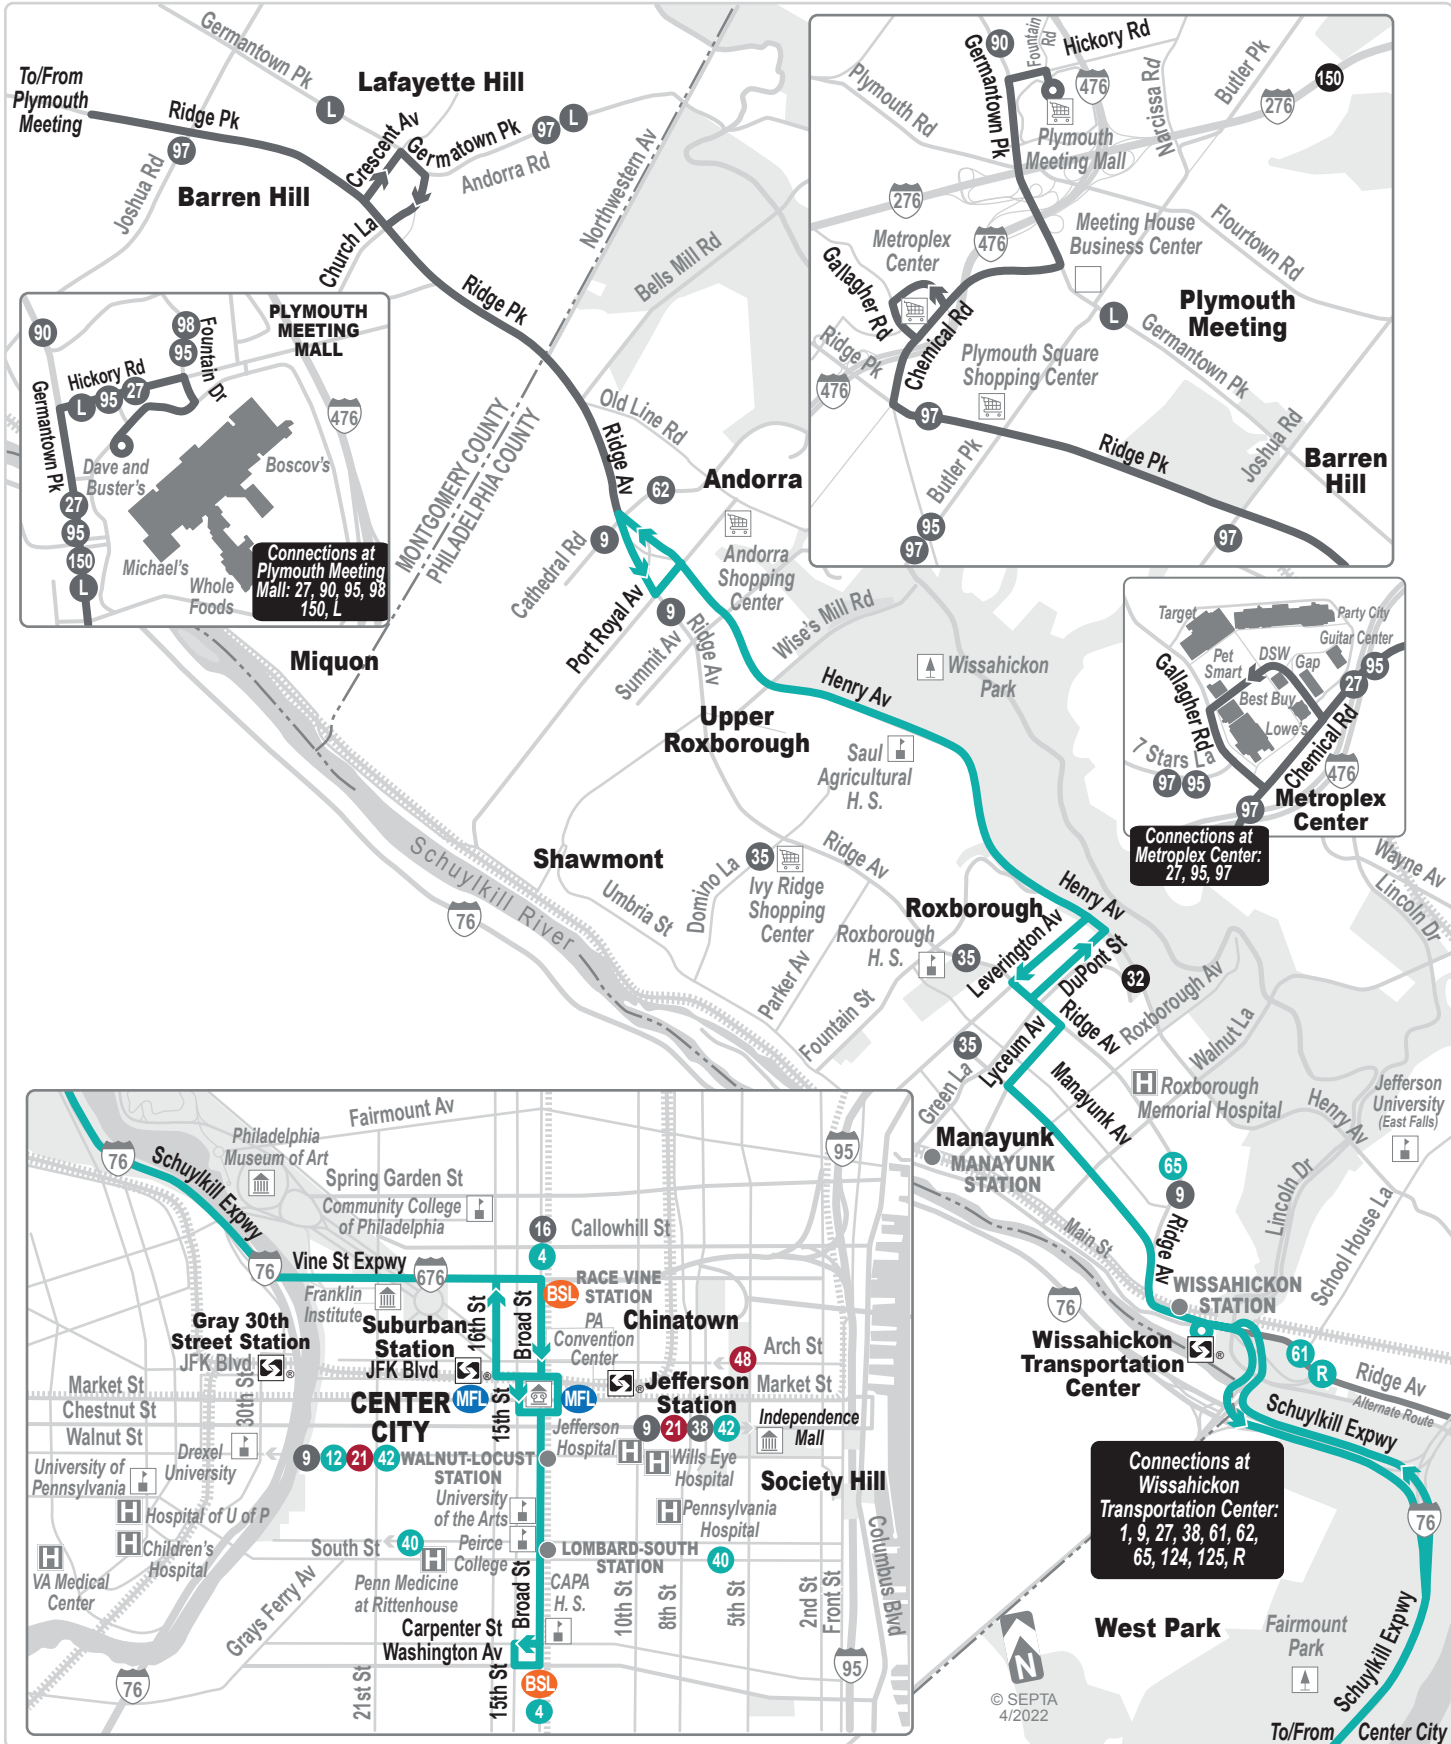 To/From
Plymouth
Meeting
Germantown Pk
Lafayette Hill
Ridge Pk
L
97
Joshua Rd
Barren Hill
Crescent Av
Germatown Pk
97
L
Andorra Rd
Church La
Northwestern Av
Bells Mill Rd
Ridge Pk
MONTGOMERY COUNTY
PHILADELPHIA COUNTY
Old Line Rd
Ridge Av
62
Andorra
9
Cathedral Rd
Andorra
Shopping
Center
Port Royal Av
9
Summit Av
Ridge Av
Wise's Mill Rd
Miquon
Henry Av
Wissahickon
Park
Upper
Roxborough
Saul
Agricultural
H. S.
Shawmont
Schuylkill River
76
Umbria St
Domino La
35
Ivy Ridge
Shopping
Center
Ridge Av
Parker Av
Roxborough
Roxborough
H. S.
35
Fountain St
Henry Av
Leverington Av
DuPont St
32
Roxborough Av
Walnut La
Ridge Av
Lyceum Av
35
Green La
Manayunk Av
H
Roxborough
Memorial Hospital
Henry Av
Wayne Av
Lincoln Dr
Jefferson
University
(East Falls)
Manayunk
MANAYUNK
STATION
65
9
Ridge Av
Main St
Lincoln Dr
School House La
WISSAHICKON
STATION
76
Wissahickon
Transportation
Center
®
61
R
Ridge Av
Alternate Route
Schuylkill Expwy
Connections at
Wissahickon
Transportation Center:
1, 9, 27, 38, 61, 62,
65, 124, 125, R
76
West Park
Fairmount
Park
Schuylkill Expwy
N
© SEPTA
4/2022
To/From Center City
PLYMOUTH
MEETING
MALL
90
98
95
Fountain Dr
Hickory Rd
L
95
27
Germantown Pk
476
Dave and
Buster's
Boscov's
27
95
150
L
Michael's
Whole
Foods
Connections at
Plymouth Meeting
Mall: 27, 90, 95, 98
150, L
90
Germantown Pk
Fountain
Rd
Hickory Rd
476
Narcissa Rd
Butler Pk
276
150
Plymouth Rd
Plymouth
Meeting Mall
276
476
Metroplex
Center
Meeting House
Business Center
Flourtown Rd
Gallagher Rd
Chemical Rd
Plymouth
Meeting
L
Germantown Pk
Ridge Pk
476
Plymouth Square
Shopping Center
97
Butler Pk
Ridge Pk
Joshua Rd
Barren
Hill
95
97
97
Target
Party City
Guitar Center
Pet
Smart
DSW
Gap
Best Buy
Lowe's
95
27
Gallagher Rd
Chemical Rd
7 Stars La
97
95
476
97
Metroplex
Center
Connections at
Metroplex Center:
27, 95, 97
76
Schuylkill Expwy
Philadelphia
Museum of Art
Fairmount Av
Spring Garden St
Community College
of Philadelphia
95
16
Callowhill St
4
76
Vine St Expwy
676
Franklin
Institute
16th St
Broad St
BSL
RACE VINE
STATION
PA
Convention
Center
Chinatown
Gray 30th
Street Station
JFK Blvd
®
Suburban
Station
JFK Blvd
®
48
Arch St
Market St
Chestnut St
Walnut St
30th St
CENTER
CITY
MFL
15th St
MFL
®
Jefferson
Station
Market St
Jefferson
Hospital
H
9
21
38
42
Independence
Mall
Drexel
University
9
12
21
42
WALNUT-LOCUST
STATION
H
Wills Eye
Hospital
Society Hill
University of
Pennsylvania
H
Hospital of U of P
University
of the Arts
H
Pennsylvania
Hospital
H
Children's
Hospital
South St
40
H
Peirce
College
LOMBARD-SOUTH
STATION
40
H
VA Medical
Center
Grays Ferry Av
Penn Medicine
at Rittenhouse
Broad St
CAPA
H. S.
10th St
8th St
5th St
2nd St
Front St
Columbus Blvd
Carpenter St
Washington Av
76
21st St
15th St
BSL
4
95